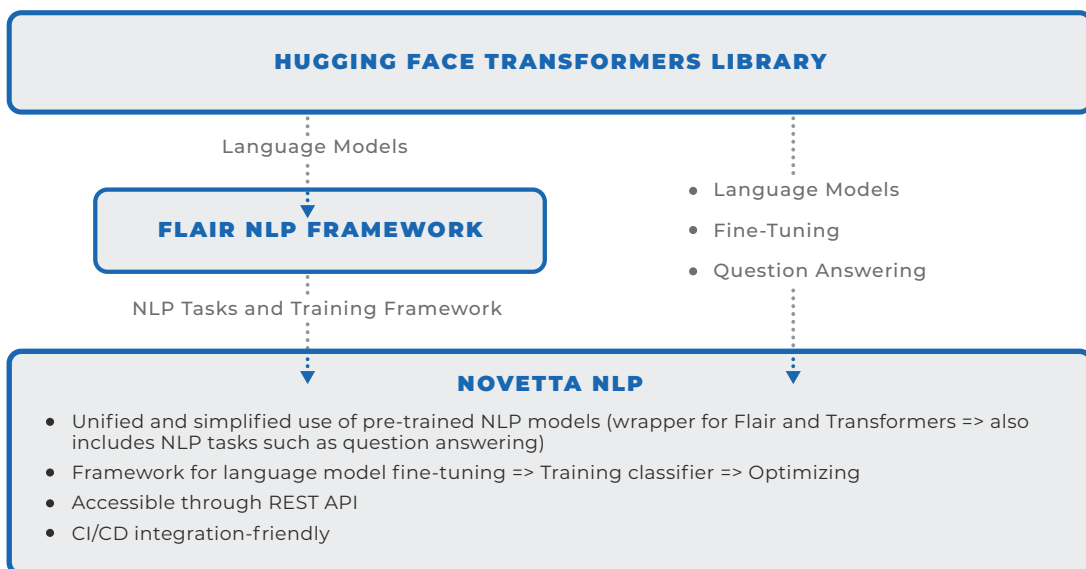 HUGGING FACE TRANSFORMERS LIBRARY
Language Models
• Language Models
FLAIR NLP FRAMEWORK
• Fine-Tuning
• Question Answering
NLP Tasks and Training Framework
NOVETTA NLP
• Unified and simplified use of pre-trained NLP models (wrapper for Flair and Transformers => also
includes NLP tasks such as question answering)
• Framework for language model fine-tuning => Training classifier => Optimizing
• Accessible through REST API
• CI/CD integration-friendly